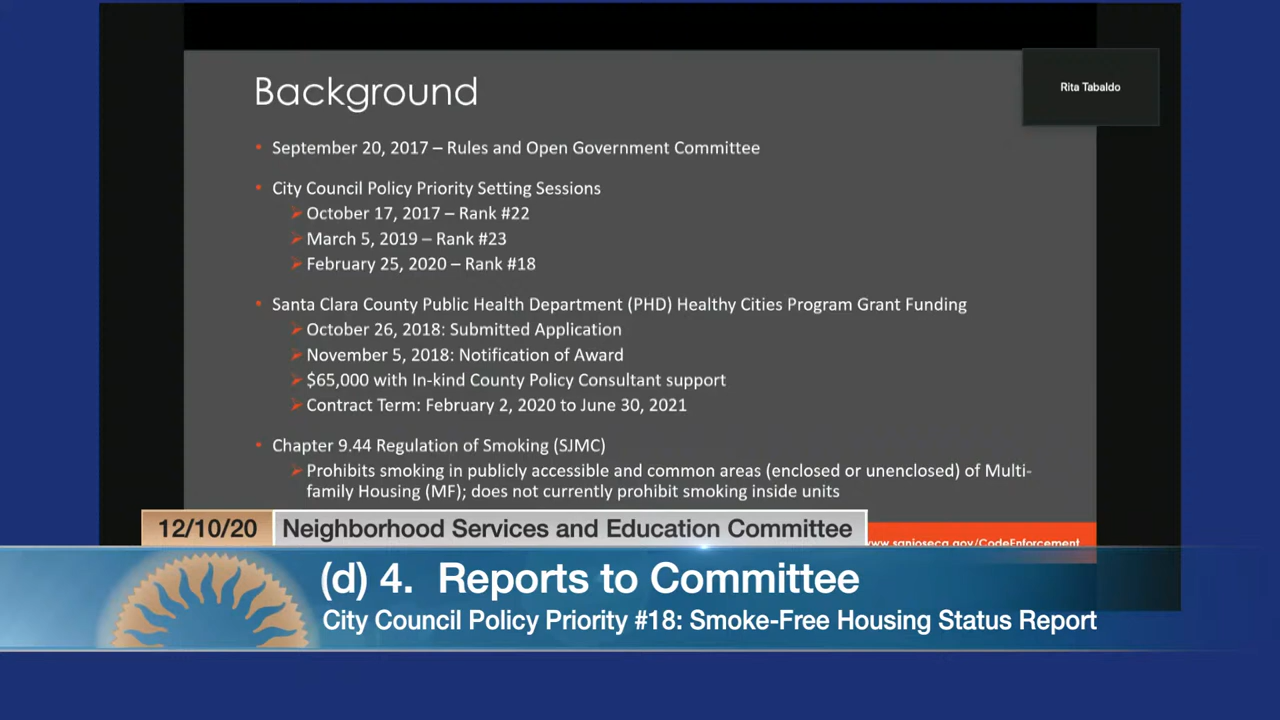 Background
Rita Tabaldo
September 20, 2017 – Rules and Open Government Committee
City Council Policy Priority Setting Sessions
October 17, 2017 – Rank #22
March 5, 2019 – Rank #23
February 25, 2020 – Rank #18
Santa Clara County Public Health Department (PHD) Healthy Cities Program Grant Funding
October 26, 2018: Submitted Application
November 5, 2018: Notification of Award
$65,000 with In-kind County Policy Consultant support
Contract Term: February 2, 2020 to June 30, 2021
Chapter 9.44 Regulation of Smoking (SJMC)
Prohibits smoking in publicly accessible and common areas (enclosed or unenclosed) of Multi-
family Housing (MF); does not currently prohibit smoking inside units
12/10/20 Neighborhood Services and Education Committee
www.sanjoseca.gov/CodeEnforcement
(d) 4. Reports to Committee
City Council Policy Priority #18: Smoke-Free Housing Status Report